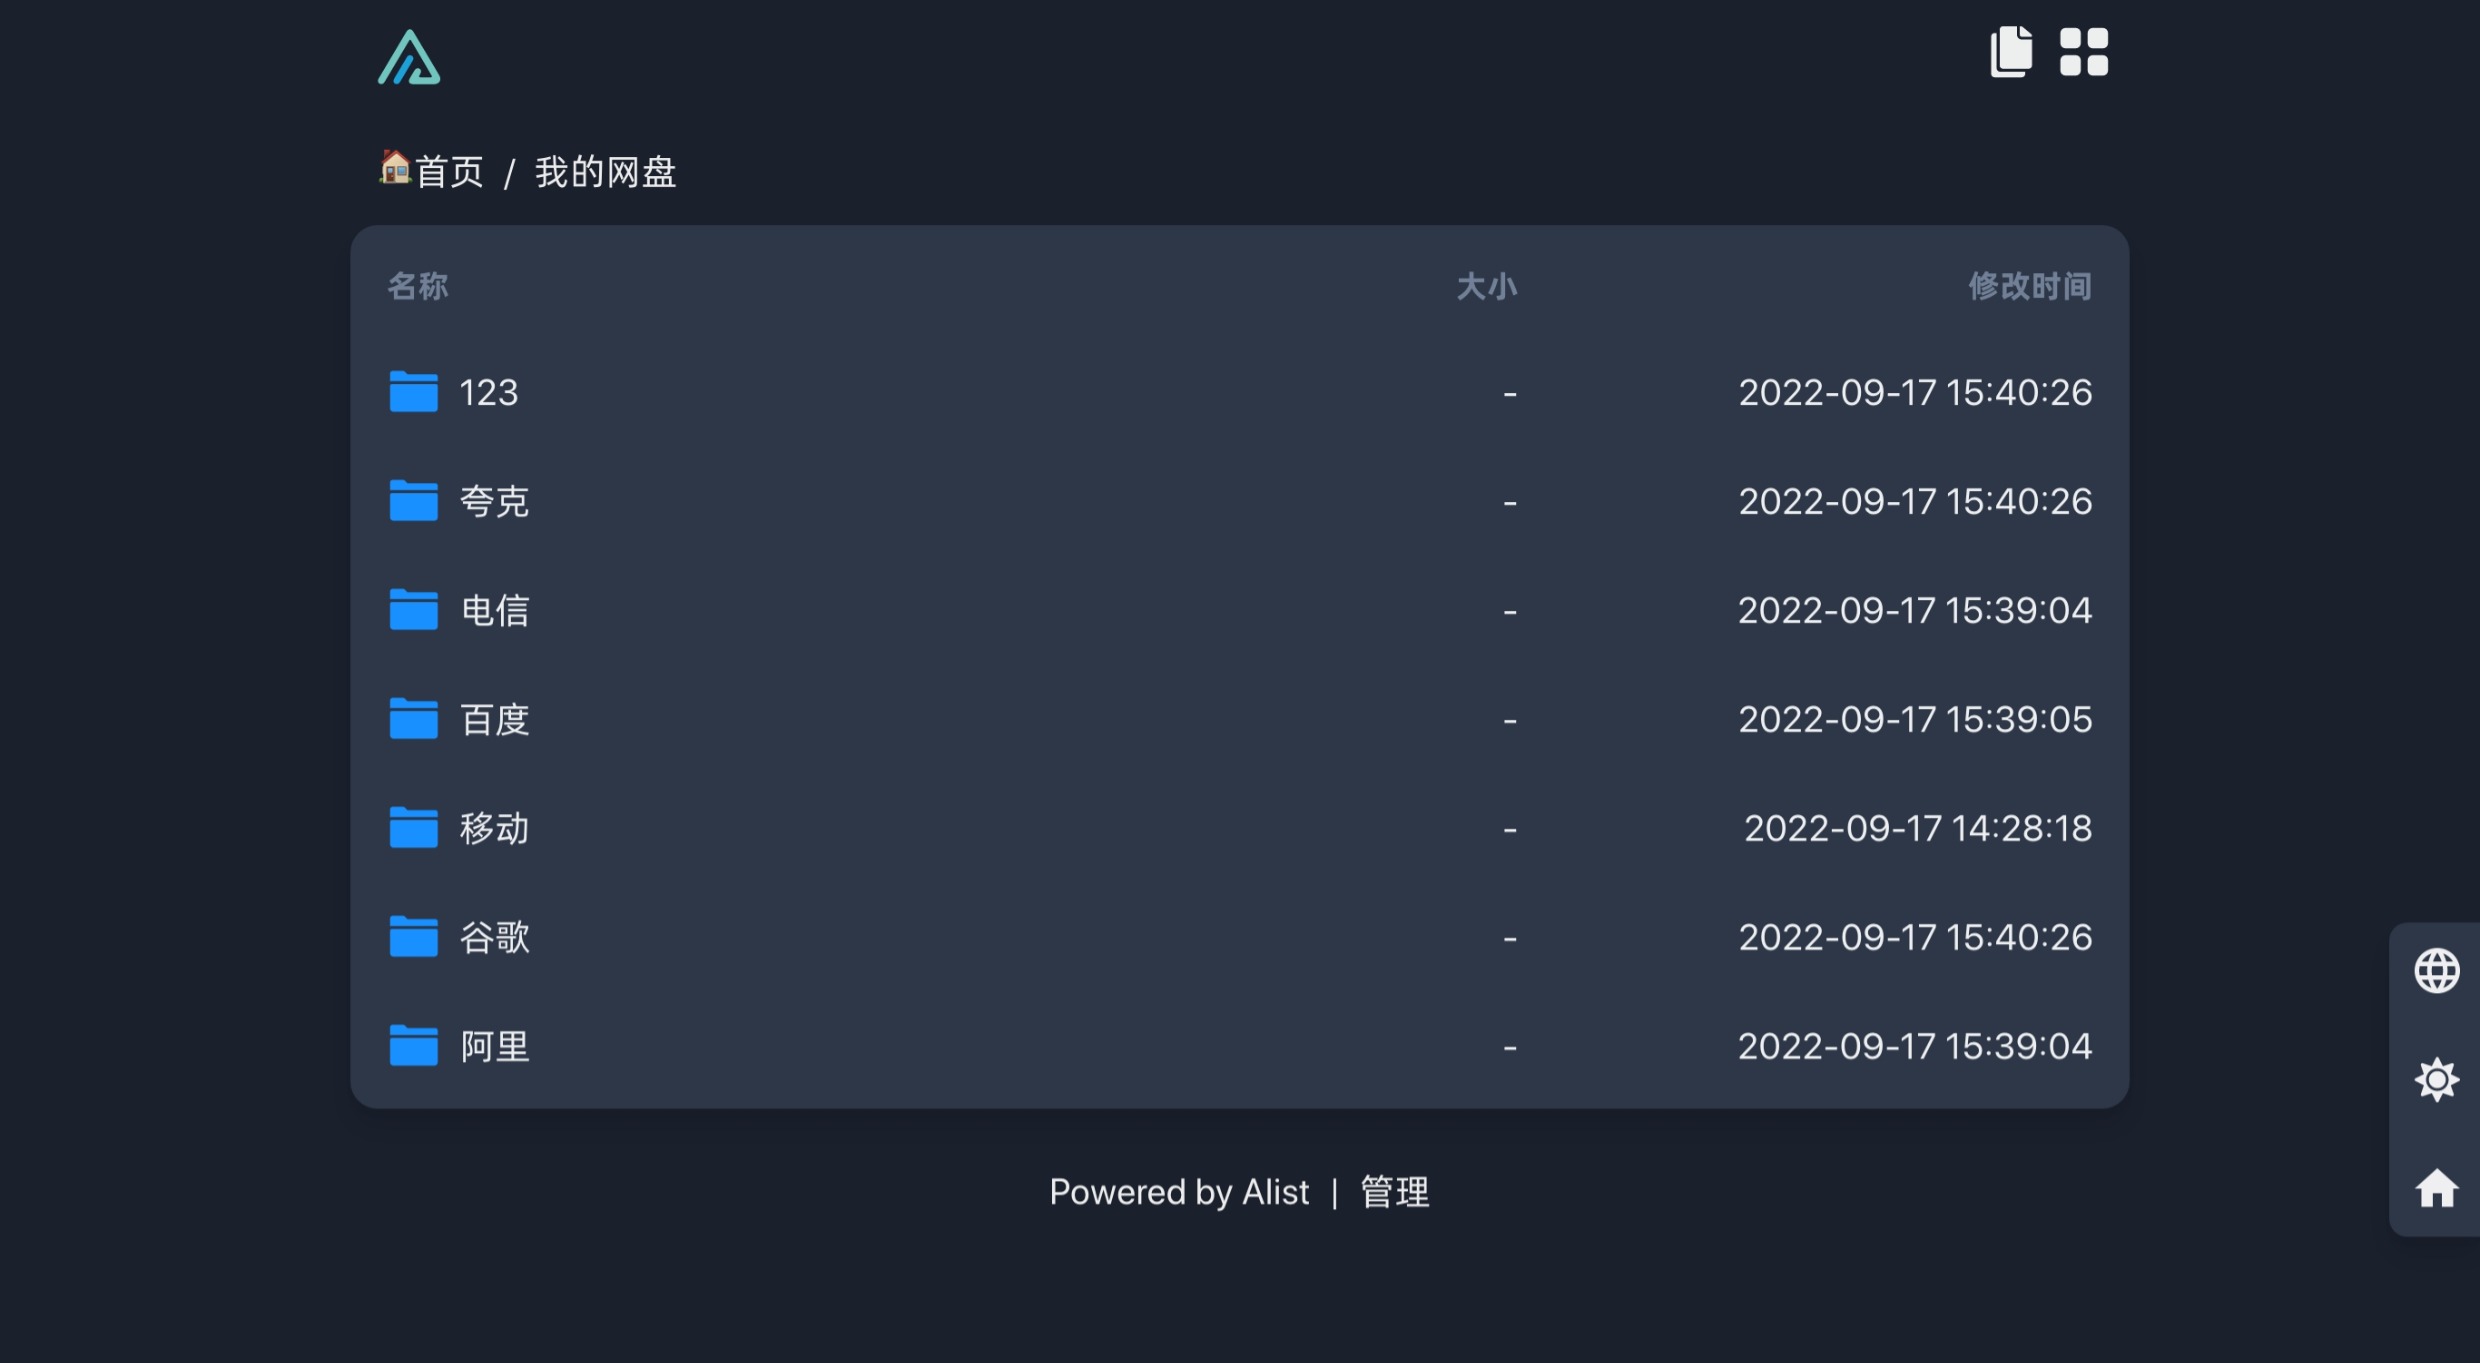 首页 / 我的网盘
名称 大小 修改时间
123 - 2022-09-17 15:40:26
夸克 - 2022-09-17 15:40:26
电信 - 2022-09-17 15:39:04
百度 - 2022-09-17 15:39:05
移动 - 2022-09-17 14:28:18
谷歌 - 2022-09-17 15:40:26
阿里 - 2022-09-17 15:39:04
Powered by Alist | 管理